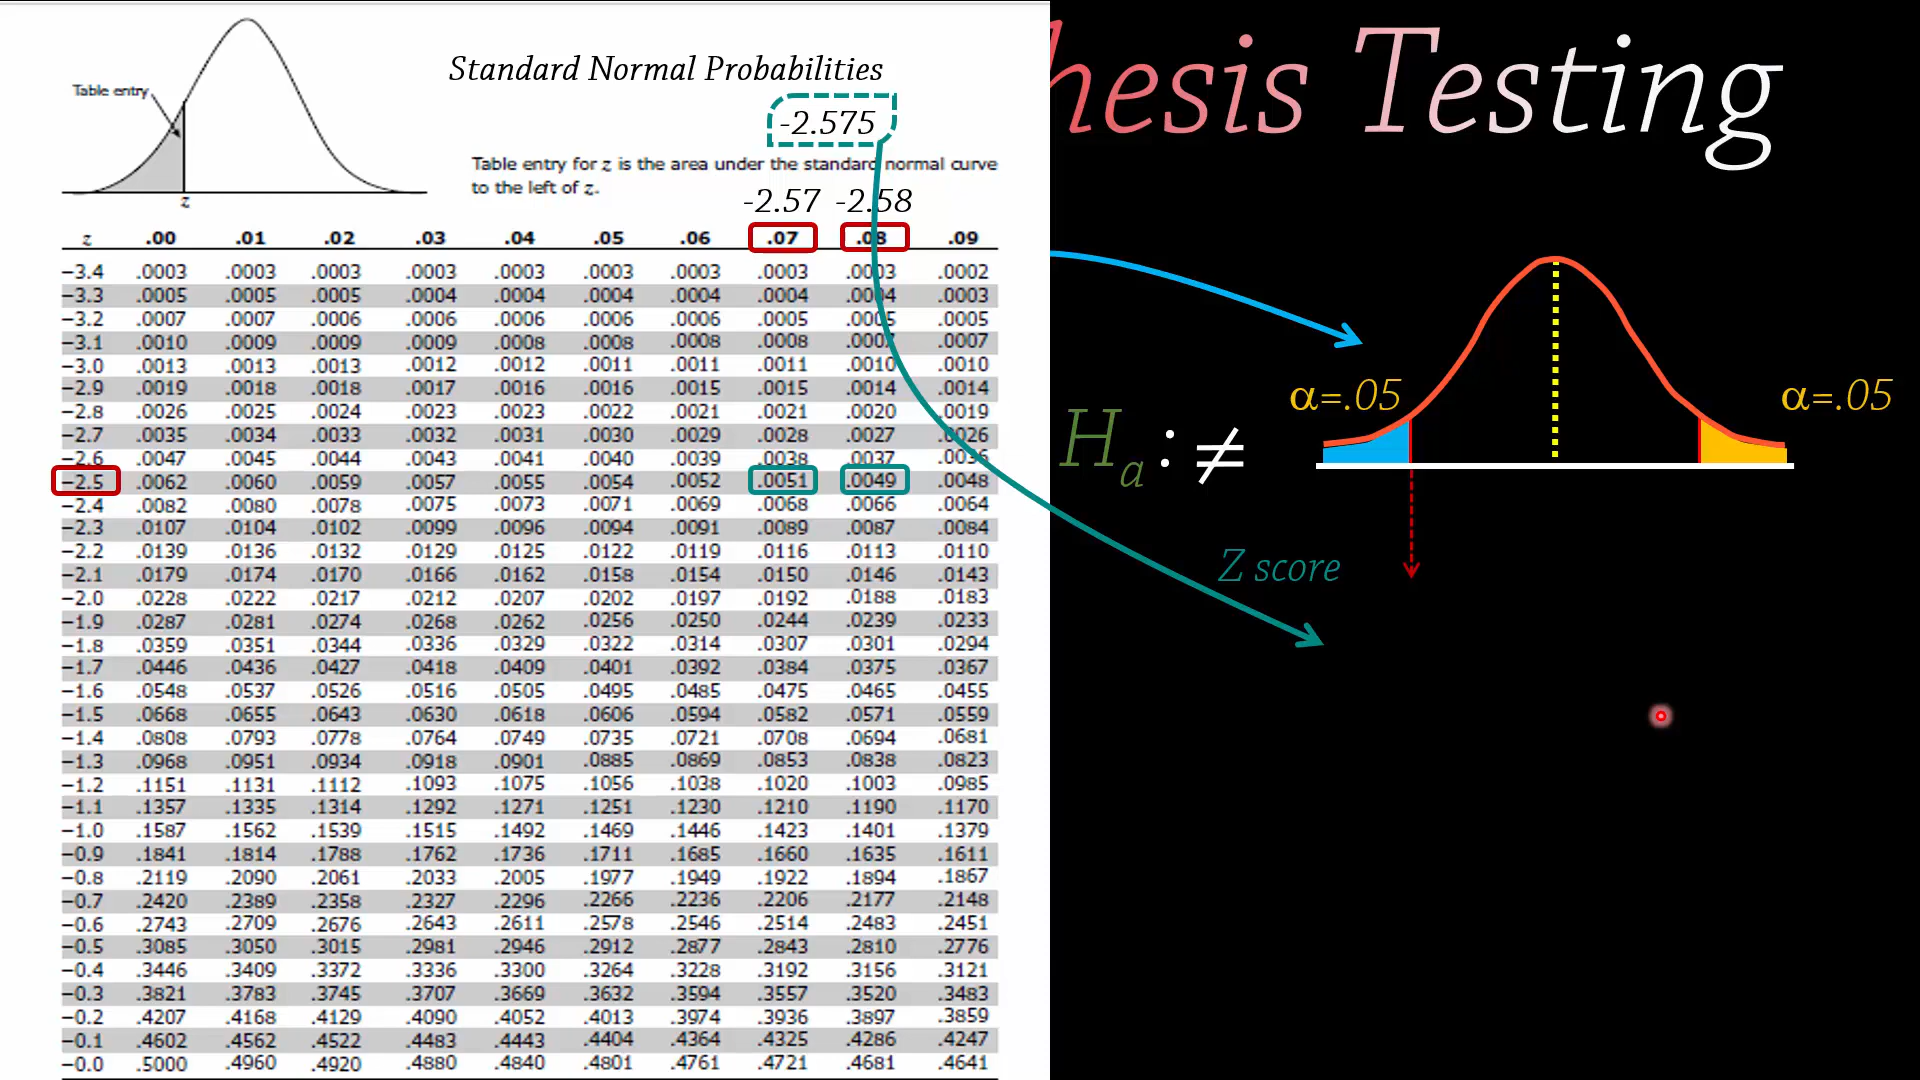 Standard Normal Probabilities
Table entry
z
-2.575
Table entry for z is the area under the standard normal curve
to the left of z.
-2.57 -2.58
z .00 .01 .02 .03 .04 .05 .06 .07 .08 .09
−3.4 .0003 .0003 .0003 .0003 .0003 .0003 .0003 .0003 .0003 .0002
−3.3 .0005 .0005 .0005 .0004 .0004 .0004 .0004 .0004 .0004 .0003
−3.2 .0007 .0007 .0006 .0006 .0006 .0006 .0006 .0005 .0005 .0005
−3.1 .0010 .0009 .0009 .0009 .0008 .0008 .0008 .0008 .0007 .0007
−3.0 .0013 .0013 .0013 .0012 .0012 .0011 .0011 .0011 .0010 .0010
−2.9 .0019 .0018 .0018 .0017 .0016 .0016 .0015 .0015 .0014 .0014
−2.8 .0026 .0025 .0024 .0023 .0023 .0022 .0021 .0021 .0020 .0019
−2.7 .0035 .0034 .0033 .0032 .0031 .0030 .0029 .0028 .0027 .0026
−2.6 .0047 .0045 .0044 .0043 .0041 .0040 .0039 .0038 .0037 .0036
−2.5 .0062 .0060 .0059 .0057 .0055 .0054 .0052 .0051 .0049 .0048
−2.4 .0082 .0080 .0078 .0075 .0073 .0071 .0069 .0068 .0066 .0064
−2.3 .0107 .0104 .0102 .0099 .0096 .0094 .0091 .0089 .0087 .0084
−2.2 .0139 .0136 .0132 .0129 .0125 .0122 .0119 .0116 .0113 .0110
−2.1 .0179 .0174 .0170 .0166 .0162 .0158 .0154 .0150 .0146 .0143
−2.0 .0228 .0222 .0217 .0212 .0207 .0202 .0197 .0192 .0188 .0183
−1.9 .0287 .0281 .0274 .0268 .0262 .0256 .0250 .0244 .0239 .0233
−1.8 .0359 .0351 .0344 .0336 .0329 .0322 .0314 .0307 .0301 .0294
−1.7 .0446 .0436 .0427 .0418 .0409 .0401 .0392 .0384 .0375 .0367
−1.6 .0548 .0537 .0526 .0516 .0505 .0495 .0485 .0475 .0465 .0455
−1.5 .0668 .0655 .0643 .0630 .0618 .0606 .0594 .0582 .0571 .0559
−1.4 .0808 .0793 .0778 .0764 .0749 .0735 .0721 .0708 .0694 .0681
−1.3 .0968 .0951 .0934 .0918 .0901 .0885 .0869 .0853 .0838 .0823
−1.2 .1151 .1131 .1112 .1093 .1075 .1056 .1038 .1020 .1003 .0985
−1.1 .1357 .1335 .1314 .1292 .1271 .1251 .1230 .1210 .1190 .1170
−1.0 .1587 .1562 .1539 .1515 .1492 .1469 .1446 .1423 .1401 .1379
−0.9 .1841 .1814 .1788 .1762 .1736 .1711 .1685 .1660 .1635 .1611
−0.8 .2119 .2090 .2061 .2033 .2005 .1977 .1949 .1922 .1894 .1867
−0.7 .2420 .2389 .2358 .2327 .2296 .2266 .2236 .2206 .2177 .2148
−0.6 .2743 .2709 .2676 .2643 .2611 .2578 .2546 .2514 .2483 .2451
−0.5 .3085 .3050 .3015 .2981 .2946 .2912 .2877 .2843 .2810 .2776
−0.4 .3446 .3409 .3372 .3336 .3300 .3264 .3228 .3192 .3156 .3121
−0.3 .3821 .3783 .3745 .3707 .3669 .3632 .3594 .3557 .3520 .3483
−0.2 .4207 .4168 .4129 .4090 .4052 .4013 .3974 .3936 .3897 .3859
−0.1 .4602 .4562 .4522 .4483 .4443 .4404 .4364 .4325 .4286 .4247
−0.0 .5000 .4960 .4920 .4880 .4840 .4801 .4761 .4721 .4681 .4641
hesis Testing
α=.05 α=.05
Ha : ≠
Z score